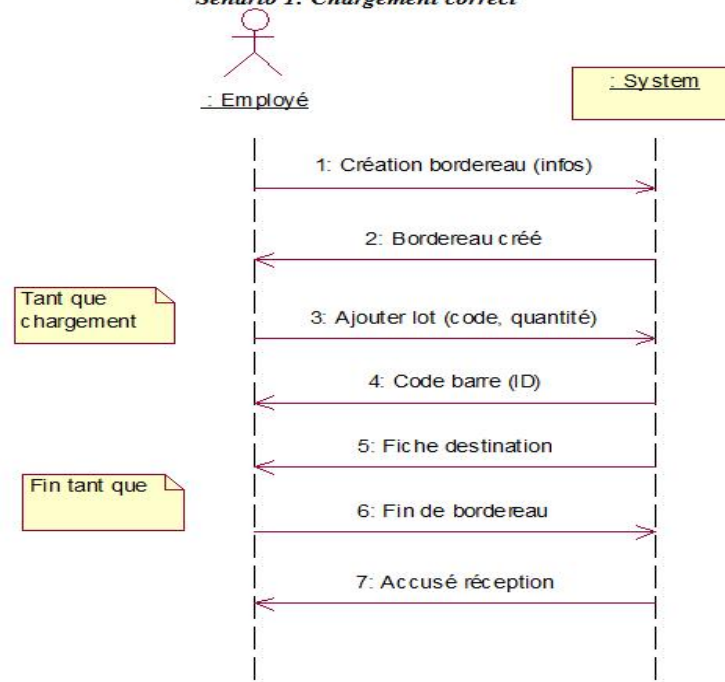 Sénario 1: Chargement correct
: Employé
: System
1: Création bordereau (infos)
2: Bordereau créé
Tant que
chargement
3: Ajouter lot (code, quantité)
4: Code barre (ID)
5: Fiche destination
Fin tant que
6: Fin de bordereau
7: Accusé réception